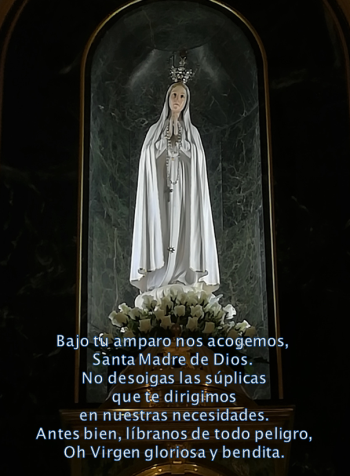 Bajo tu amparo nos acogemos,
Santa Madre de Dios.
No desoigas las súplicas
que te dirigimos
en nuestras necesidades.
Antes bien, líbranos de todo peligro,
Oh Virgen gloriosa y bendita.